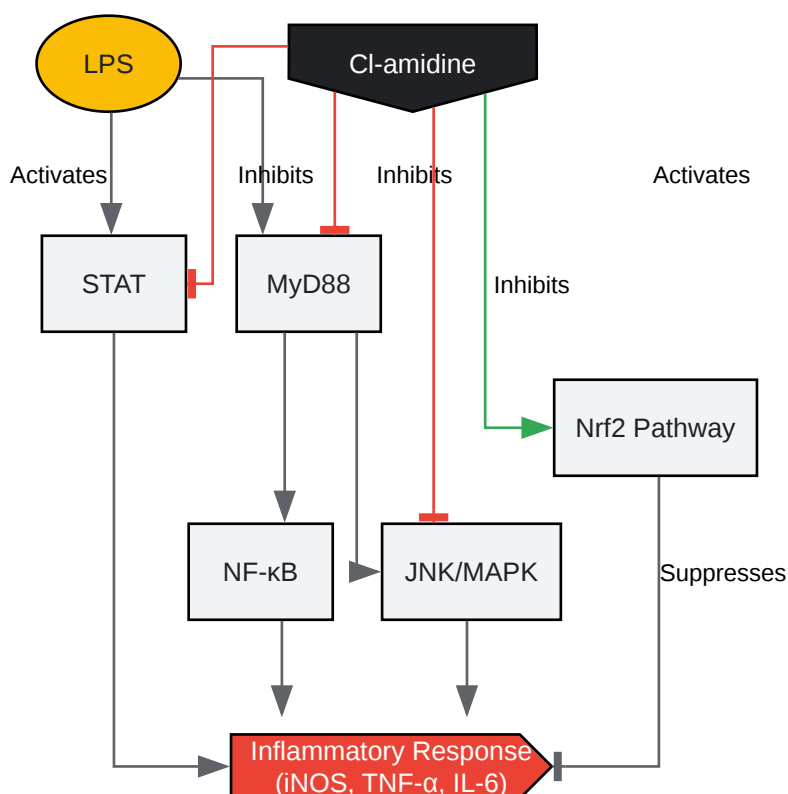 LPS
Cl-amidine
Activates
Inhibits
Inhibits
Activates
STAT
MyD88
Inhibits
Nrf2 Pathway
NF-κB
JNK/MAPK
Suppresses
Inflammatory Response
(iNOS, TNF-α, IL-6)